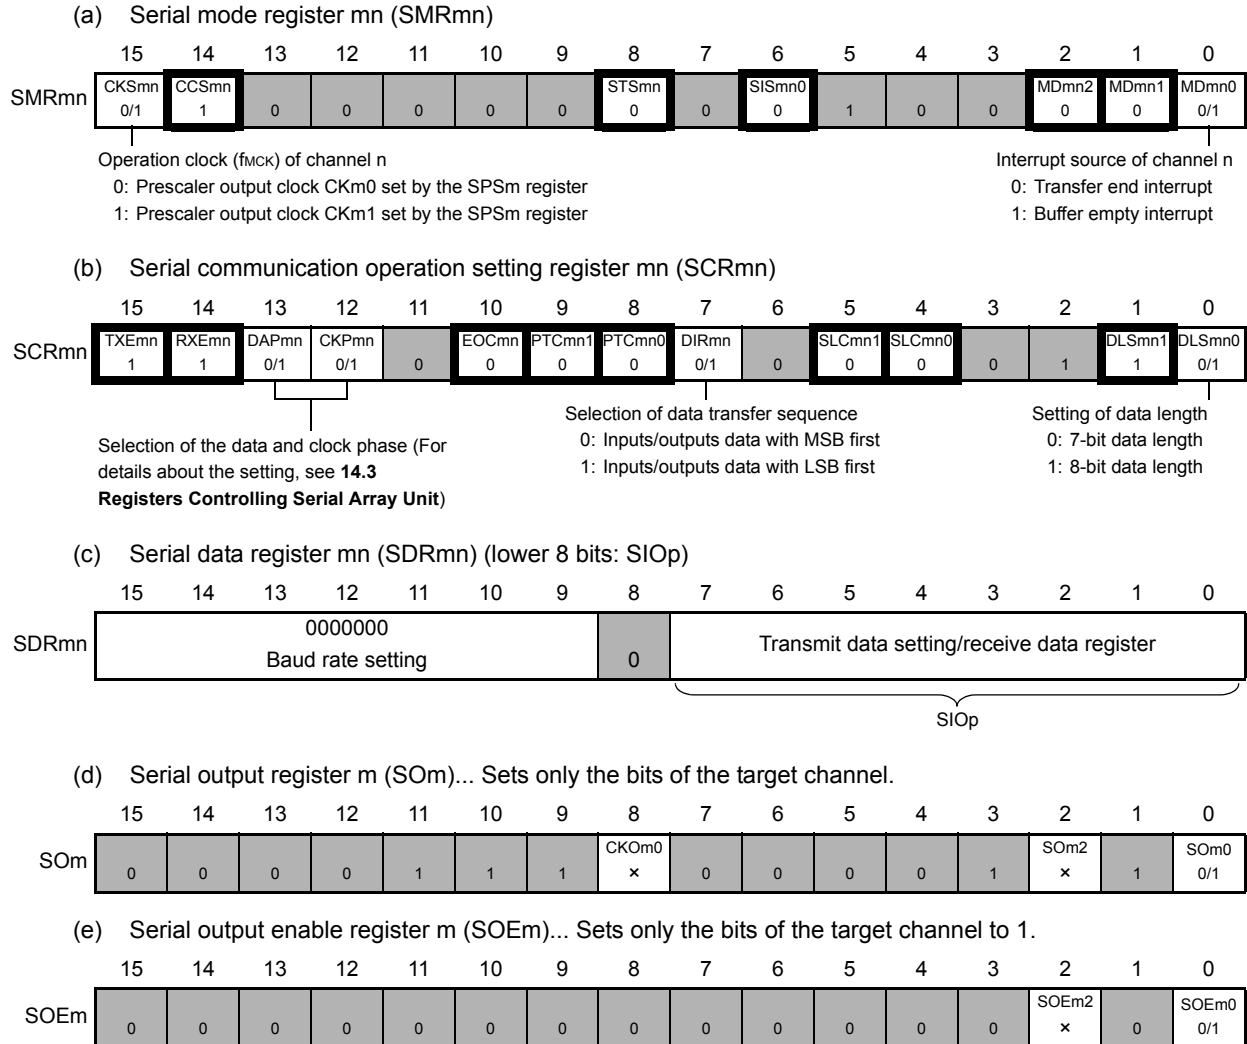 (a) Serial mode register mn (SMRmn)
15 14 13 12 11 10 9 8 7 6 5 4 3 2 1 0
SMRmn
CKSmn CCSmn STSmn SISmn0 MDmn2 MDmn1 MDmn0
0/1 1 0 0 0 0 0 0 0 0 1 0 0 0 0 0/1
Operation clock (fMCK) of channel n
0: Prescaler output clock CKm0 set by the SPSm register
1: Prescaler output clock CKm1 set by the SPSm register
Interrupt source of channel n
0: Transfer end interrupt
1: Buffer empty interrupt
(b) Serial communication operation setting register mn (SCRmn)
15 14 13 12 11 10 9 8 7 6 5 4 3 2 1 0
SCRmn
TXEmn RXEmn DAPmn CKPmn EOCmn PTCmn1 PTCmn0 DIRmn SLCmn1 SLCmn0 DLSmn1 DLSmn0
1 1 0/1 0/1 0 0 0 0 0/1 0 0 0 0 1 1 0/1
Selection of the data and clock phase (For
details about the setting, see 14.3
Registers Controlling Serial Array Unit)
Selection of data transfer sequence
0: Inputs/outputs data with MSB first
1: Inputs/outputs data with LSB first
Setting of data length
0: 7-bit data length
1: 8-bit data length
(c) Serial data register mn (SDRmn) (lower 8 bits: SIOp)
15 14 13 12 11 10 9 8 7 6 5 4 3 2 1 0
SDRmn
0000000
Baud rate setting
0
Transmit data setting/receive data register
SIOp
(d) Serial output register m (SOm)... Sets only the bits of the target channel.
15 14 13 12 11 10 9 8 7 6 5 4 3 2 1 0
SOm
CKOm0 SOm2 SOm0
0 0 0 0 1 1 1 × 0 0 0 0 1 × 1 0/1
(e) Serial output enable register m (SOEm)... Sets only the bits of the target channel to 1.
15 14 13 12 11 10 9 8 7 6 5 4 3 2 1 0
SOEm
SOEm2 SOEm0
0 0 0 0 0 0 0 0 0 0 0 0 0 × 0 0/1